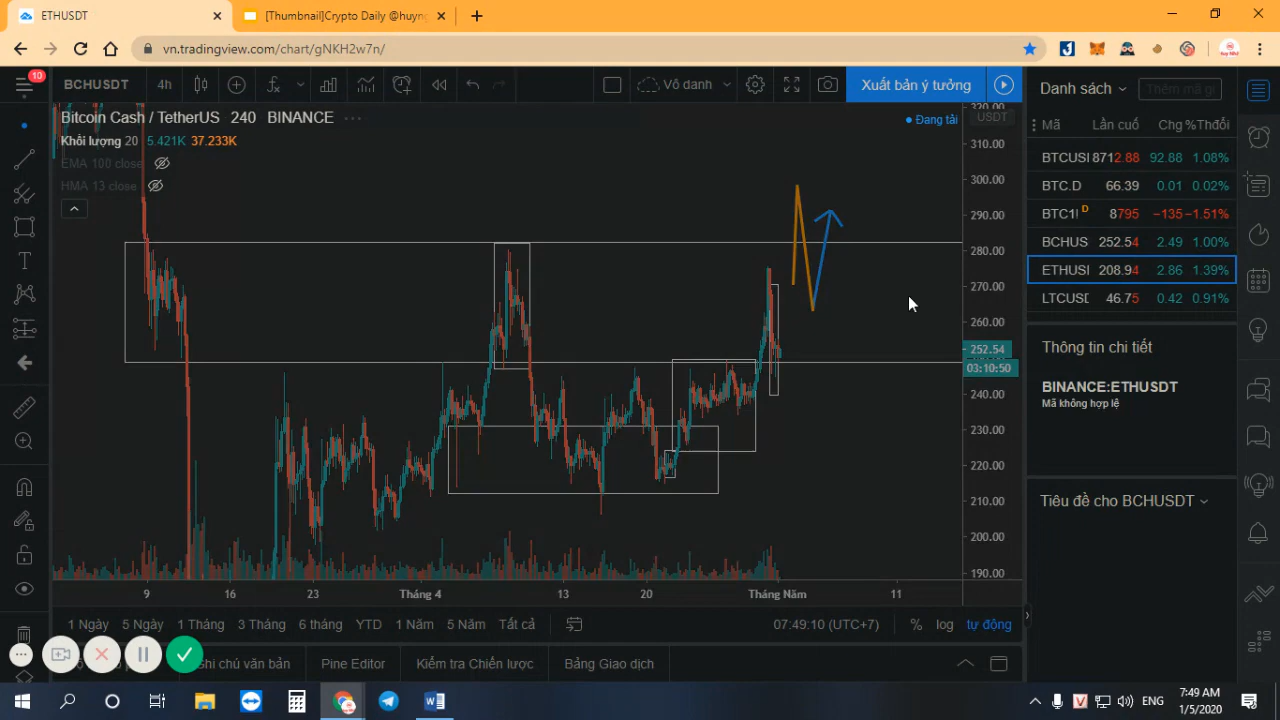 ETHUSDT
[Thumbnail]Crypto Daily @huyng
vn.tradingview.com/chart/gNKH2w7n/
10
BCHUSDT 4h Vô danh Xuất bản ý tưởng
Danh sách Thêm mã gi
Bitcoin Cash / TetherUS 240 BINANCE
Đang tải
USDT
Khối lượng 20 5.421K 37.233K
EMA 100 close
HMA 13 close
Mã Lần cuố Chg %Thđổi
BTCUSI 8712.88 92.88 1.08%
BTC.D 66.39 0.01 0.02%
BTC1! D 8795 −135 −1.51%
BCHUS 252.54 2.49 1.00%
ETHUSI 208.94 2.86 1.39%
LTCUSD 46.75 0.42 0.91%
320.00
310.00
300.00
290.00
280.00
270.00
260.00
252.54
03:10:50
240.00
230.00
220.00
210.00
200.00
190.00
Thông tin chi tiết
BINANCE:ETHUSDT
Mã không hợp lệ
Tiêu đề cho BCHUSDT
9 16 23 Tháng 4 13 20 Tháng Năm 11
1 Ngày 5 Ngày 1 Tháng 3 Tháng 6 tháng YTD 1 Năm 5 Năm Tất cả 07:49:10 (UTC+7) % log tự động
Ghi chú văn bản Pine Editor Kiểm tra Chiến lược Bảng Giao dịch
ENG
7:49 AM
1/5/2020